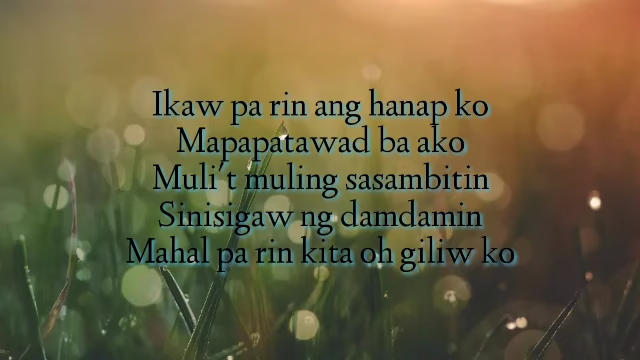 Ikaw pa rin ang hanap ko
Mapapatawad ba ako
Muli't muling sasambitin
Sinisigaw ng damdamin
Mahal pa rin kita oh giliw ko